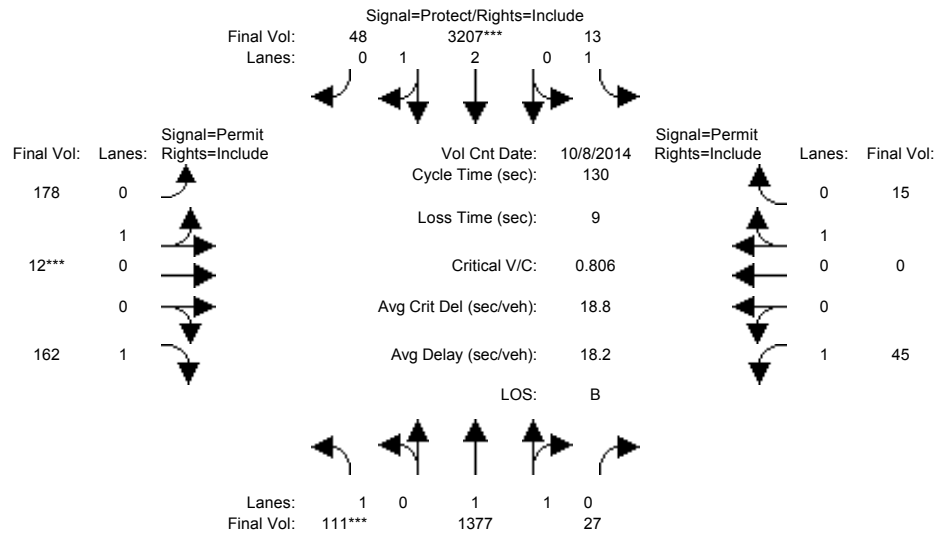 Signal=Protect/Rights=Include
Final Vol: 48 3207*** 13
Lanes: 0 1 2 0 1
Signal=Permit Signal=Permit
Final Vol: Lanes: Rights=Include Vol Cnt Date: 10/8/2014 Rights=Include Lanes: Final Vol:
Cycle Time (sec): 130
178 0 0 15
Loss Time (sec): 9
1 1
12*** 0 Critical V/C: 0.806 0 0
0 Avg Crit Del (sec/veh): 18.8 0
162 1 Avg Delay (sec/veh): 18.2 1 45
LOS: B
Lanes: 1 0 1 1 0
Final Vol: 111*** 1377 27